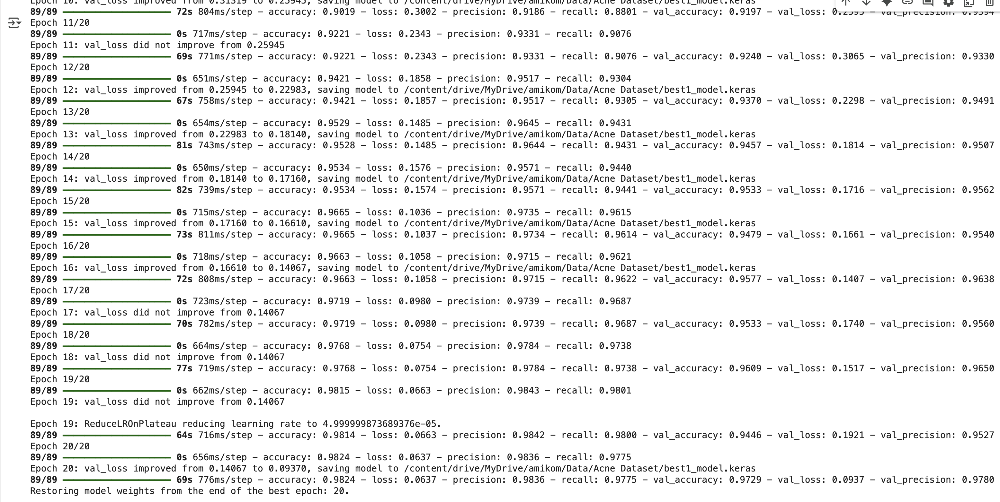 Epoch 10: val_loss improved from 0.31319 to 0.25945, saving model to /content/drive/MyDrive/amikom/Data/Acne Dataset/best1_model.keras
89/89 72s 804ms/step - accuracy: 0.9019 - loss: 0.3002 - precision: 0.9186 - recall: 0.8801 - val_accuracy: 0.9197 - val_loss: 0.2595 - val_precision: 0.9394
Epoch 11/20
89/89 0s 717ms/step - accuracy: 0.9221 - loss: 0.2343 - precision: 0.9331 - recall: 0.9076
Epoch 11: val_loss did not improve from 0.25945
89/89 69s 771ms/step - accuracy: 0.9221 - loss: 0.2343 - precision: 0.9331 - recall: 0.9076 - val_accuracy: 0.9240 - val_loss: 0.3065 - val_precision: 0.9330
Epoch 12/20
89/89 0s 651ms/step - accuracy: 0.9421 - loss: 0.1858 - precision: 0.9517 - recall: 0.9304
Epoch 12: val_loss improved from 0.25945 to 0.22983, saving model to /content/drive/MyDrive/amikom/Data/Acne Dataset/best1_model.keras
89/89 67s 758ms/step - accuracy: 0.9421 - loss: 0.1857 - precision: 0.9517 - recall: 0.9305 - val_accuracy: 0.9370 - val_loss: 0.2298 - val_precision: 0.9491
Epoch 13/20
89/89 0s 654ms/step - accuracy: 0.9529 - loss: 0.1485 - precision: 0.9645 - recall: 0.9431
Epoch 13: val_loss improved from 0.22983 to 0.18140, saving model to /content/drive/MyDrive/amikom/Data/Acne Dataset/best1_model.keras
89/89 81s 743ms/step - accuracy: 0.9528 - loss: 0.1485 - precision: 0.9644 - recall: 0.9431 - val_accuracy: 0.9457 - val_loss: 0.1814 - val_precision: 0.9507
Epoch 14/20
89/89 0s 650ms/step - accuracy: 0.9534 - loss: 0.1576 - precision: 0.9571 - recall: 0.9440
Epoch 14: val_loss improved from 0.18140 to 0.17160, saving model to /content/drive/MyDrive/amikom/Data/Acne Dataset/best1_model.keras
89/89 82s 739ms/step - accuracy: 0.9534 - loss: 0.1574 - precision: 0.9571 - recall: 0.9441 - val_accuracy: 0.9533 - val_loss: 0.1716 - val_precision: 0.9562
Epoch 15/20
89/89 0s 715ms/step - accuracy: 0.9665 - loss: 0.1036 - precision: 0.9735 - recall: 0.9615
Epoch 15: val_loss improved from 0.17160 to 0.16610, saving model to /content/drive/MyDrive/amikom/Data/Acne Dataset/best1_model.keras
89/89 73s 811ms/step - accuracy: 0.9665 - loss: 0.1037 - precision: 0.9734 - recall: 0.9614 - val_accuracy: 0.9479 - val_loss: 0.1661 - val_precision: 0.9540
Epoch 16/20
89/89 0s 718ms/step - accuracy: 0.9663 - loss: 0.1058 - precision: 0.9715 - recall: 0.9621
Epoch 16: val_loss improved from 0.16610 to 0.14067, saving model to /content/drive/MyDrive/amikom/Data/Acne Dataset/best1_model.keras
89/89 72s 808ms/step - accuracy: 0.9663 - loss: 0.1058 - precision: 0.9715 - recall: 0.9622 - val_accuracy: 0.9577 - val_loss: 0.1407 - val_precision: 0.9638
Epoch 17/20
89/89 0s 723ms/step - accuracy: 0.9719 - loss: 0.0980 - precision: 0.9739 - recall: 0.9687
Epoch 17: val_loss did not improve from 0.14067
89/89 70s 782ms/step - accuracy: 0.9719 - loss: 0.0980 - precision: 0.9739 - recall: 0.9687 - val_accuracy: 0.9533 - val_loss: 0.1740 - val_precision: 0.9560
Epoch 18/20
89/89 0s 664ms/step - accuracy: 0.9768 - loss: 0.0754 - precision: 0.9784 - recall: 0.9738
Epoch 18: val_loss did not improve from 0.14067
89/89 77s 719ms/step - accuracy: 0.9768 - loss: 0.0754 - precision: 0.9784 - recall: 0.9738 - val_accuracy: 0.9609 - val_loss: 0.1517 - val_precision: 0.9650
Epoch 19/20
89/89 0s 662ms/step - accuracy: 0.9815 - loss: 0.0663 - precision: 0.9843 - recall: 0.9801
Epoch 19: val_loss did not improve from 0.14067
Epoch 19: ReduceLROnPlateau reducing learning rate to 4.999999873689376e-05.
89/89 64s 716ms/step - accuracy: 0.9814 - loss: 0.0663 - precision: 0.9842 - recall: 0.9800 - val_accuracy: 0.9446 - val_loss: 0.1921 - val_precision: 0.9527
Epoch 20/20
89/89 0s 656ms/step - accuracy: 0.9824 - loss: 0.0637 - precision: 0.9836 - recall: 0.9775
Epoch 20: val_loss improved from 0.14067 to 0.09370, saving model to /content/drive/MyDrive/amikom/Data/Acne Dataset/best1_model.keras
89/89 69s 776ms/step - accuracy: 0.9824 - loss: 0.0637 - precision: 0.9836 - recall: 0.9775 - val_accuracy: 0.9729 - val_loss: 0.0937 - val_precision: 0.9780
Restoring model weights from the end of the best epoch: 20.